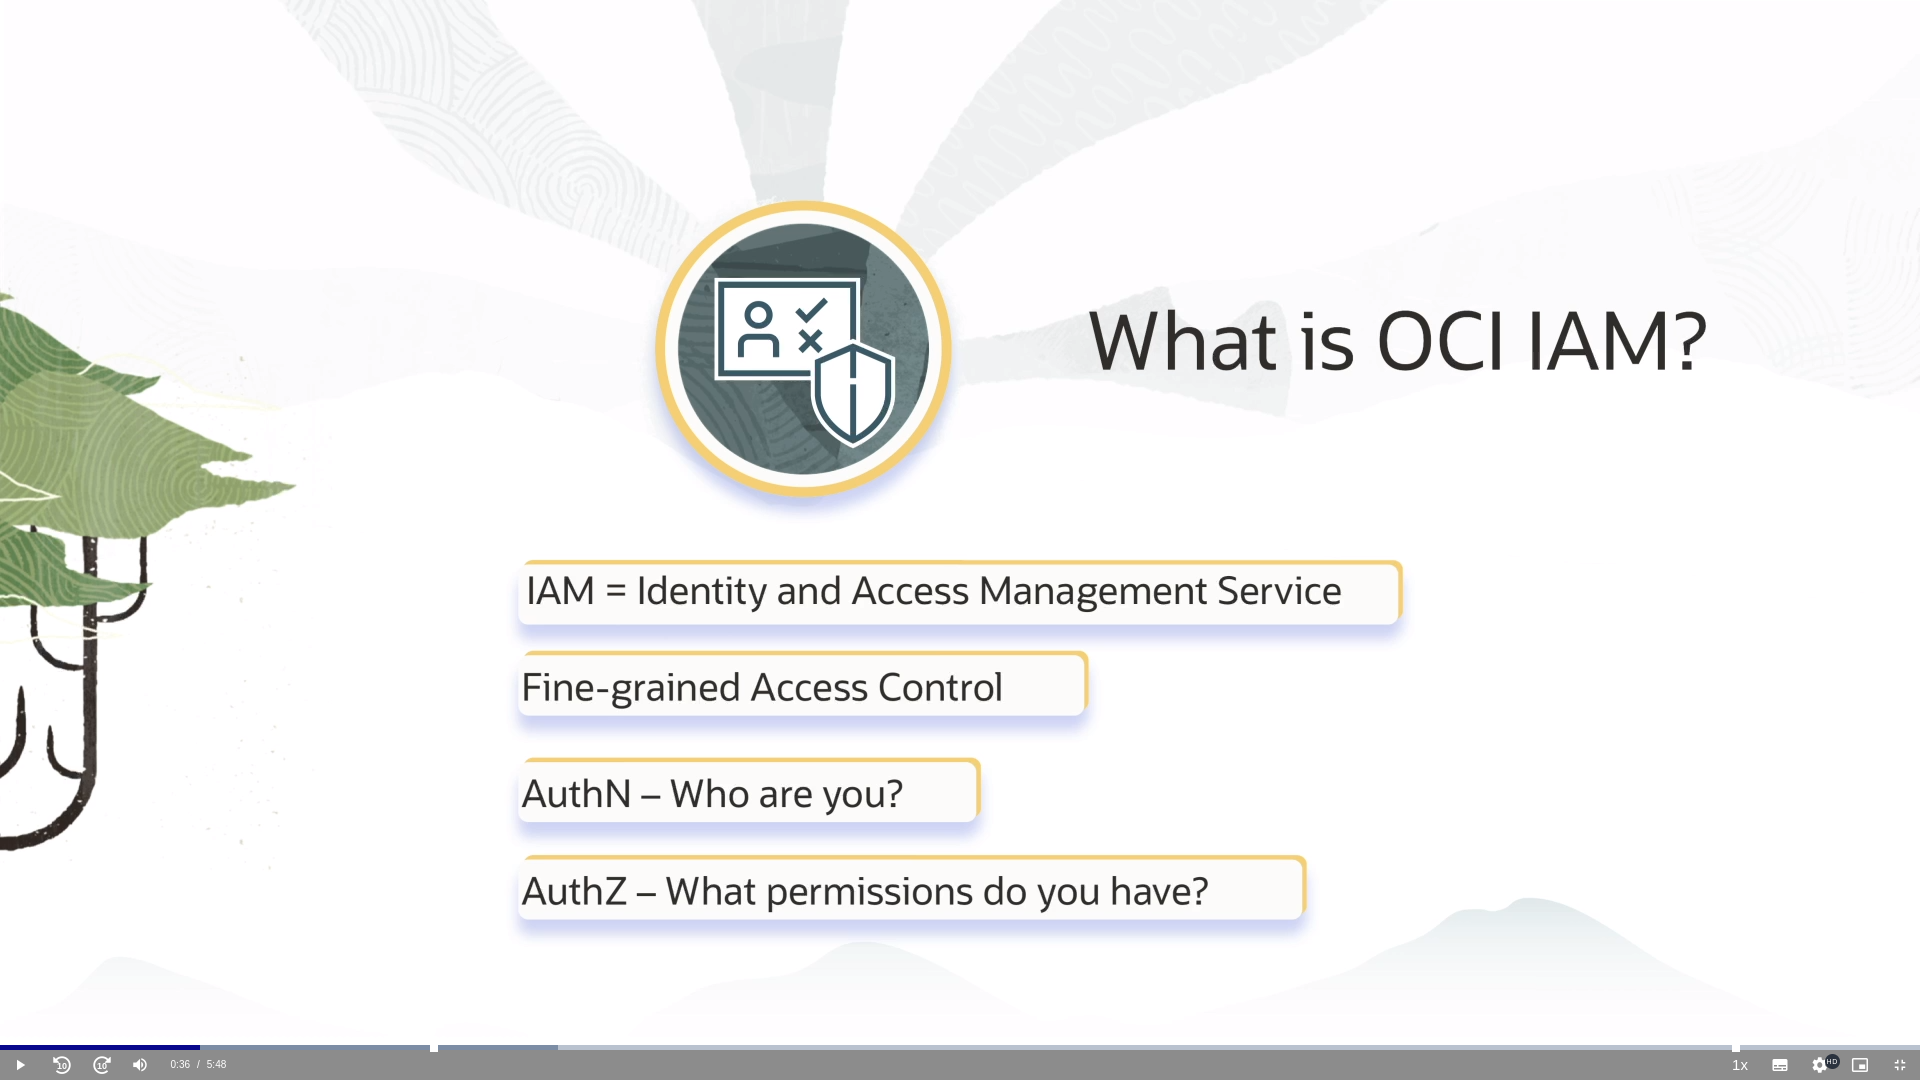 What is OCI IAM?
IAM = Identity and Access Management Service
Fine-grained Access Control
AuthN – Who are you?
AuthZ – What permissions do you have?
10
10
0:36 / 5:48
1x
HD